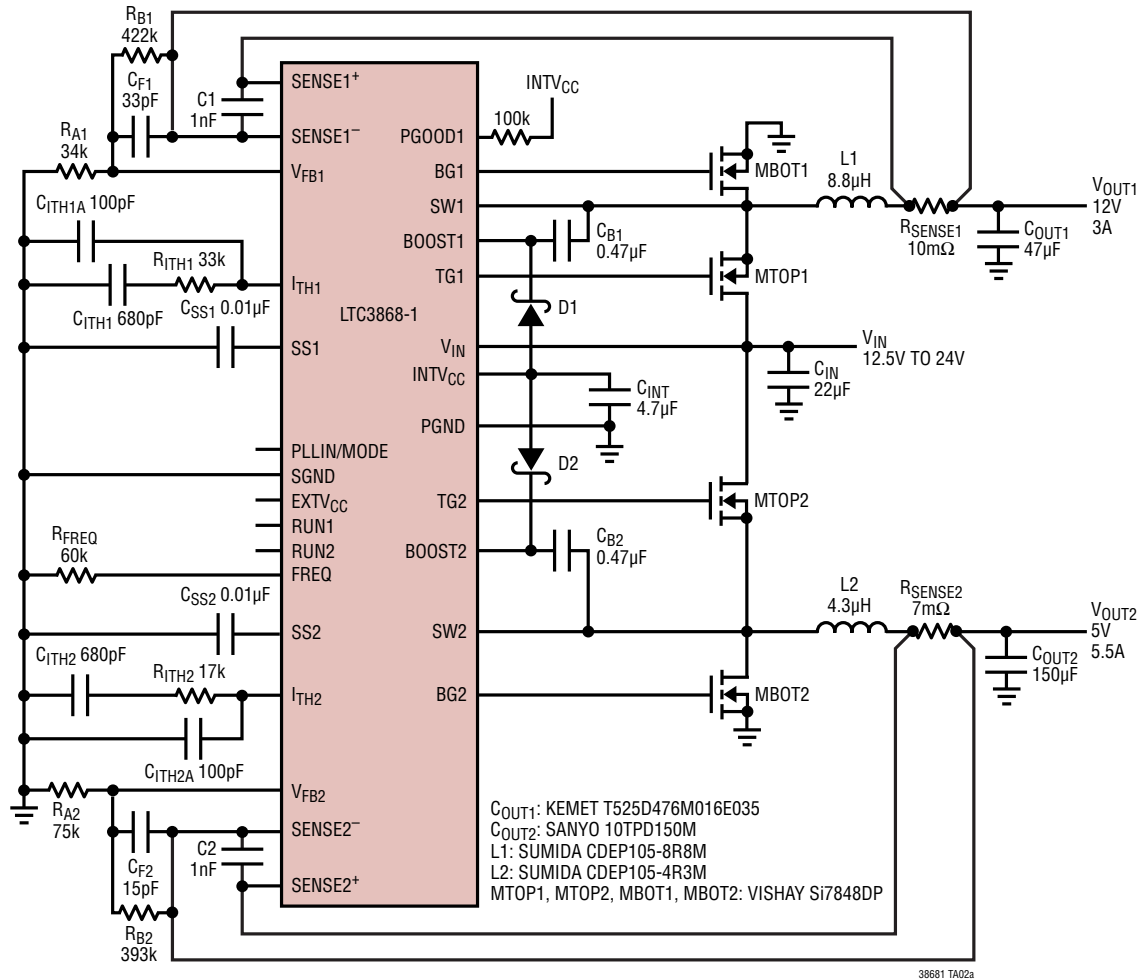 RB1
422k
CF1
33pF
C1
1nF
RA1
34k
CITH1A 100pF
RITH1 33k
CITH1 680pF
CSS1 0.01µF
RFREQ
60k
CSS2 0.01µF
CITH2 680pF
RITH2 17k
CITH2A 100pF
RA2
75k
CF2
15pF
RB2
393k
C2
1nF
SENSE1+
SENSE1−
VFB1
ITH1
SS1
PLLIN/MODE
SGND
EXTVCC
RUN1
RUN2
FREQ
SS2
ITH2
VFB2
SENSE2−
SENSE2+
LTC3868-1
PGOOD1
BG1
SW1
BOOST1
TG1
VIN
INTVCC
PGND
TG2
BOOST2
SW2
BG2
INTVCC
100k
MBOT1
L1
8.8µH
RSENSE1
10mΩ
VOUT1
12V
3A
COUT1
47µF
CB1
0.47µF
MTOP1
D1
VIN
12.5V TO 24V
CIN
22µF
CINT
4.7µF
D2
MTOP2
CB2
0.47µF
L2
4.3µH
RSENSE2
7mΩ
VOUT2
5V
5.5A
COUT2
150µF
MBOT2
COUT1: KEMET T525D476M016E035
COUT2: SANYO 10TPD150M
L1: SUMIDA CDEP105-8R8M
L2: SUMIDA CDEP105-4R3M
MTOP1, MTOP2, MBOT1, MBOT2: VISHAY Si7848DP
38681 TA02a